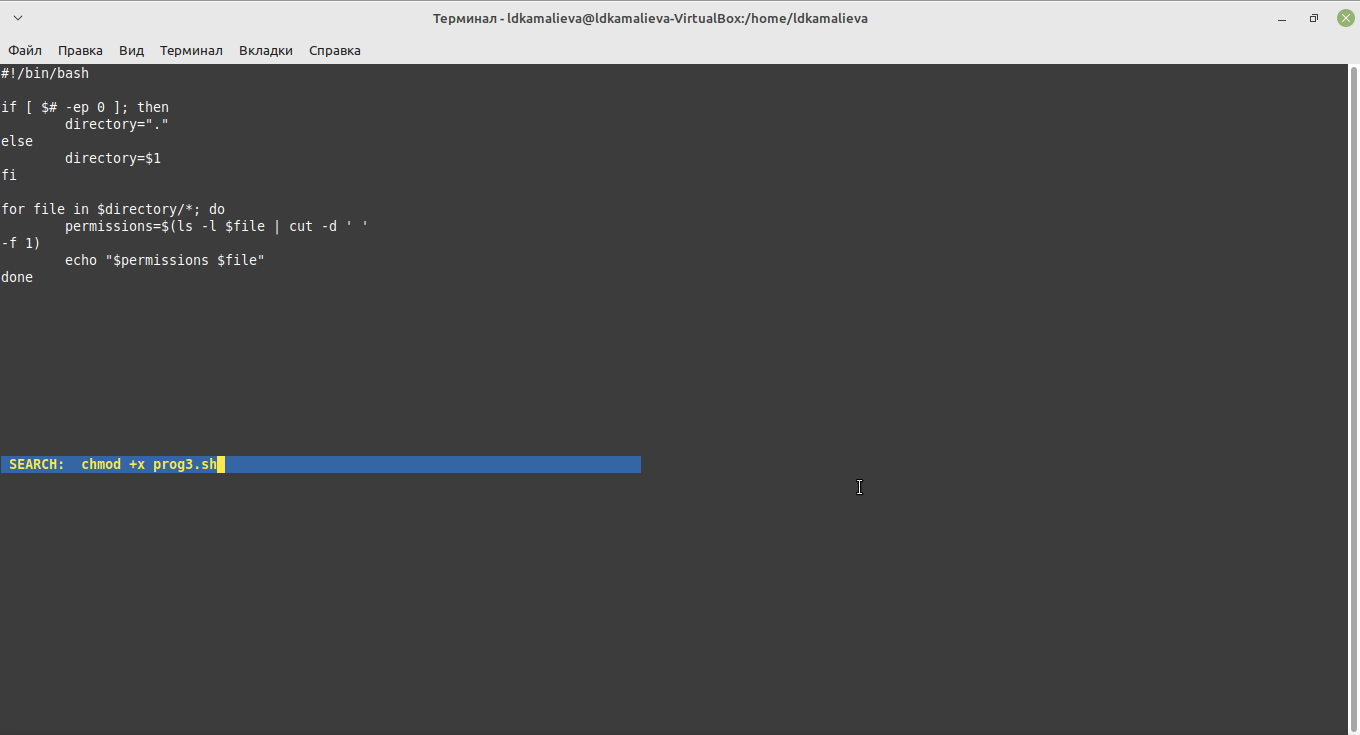 Терминал - ldkamalieva@ldkamalieva-VirtualBox:/home/ldkamalieva
Файл Правка Вид Терминал Вкладки Справка
#!/bin/bash
if [ $# -ep 0 ]; then
directory="."
else
directory=$1
fi
for file in $directory/*; do
permissions=$(ls -l $file | cut -d ' '
-f 1)
echo "$permissions $file"
done
SEARCH: chmod +x prog3.sh